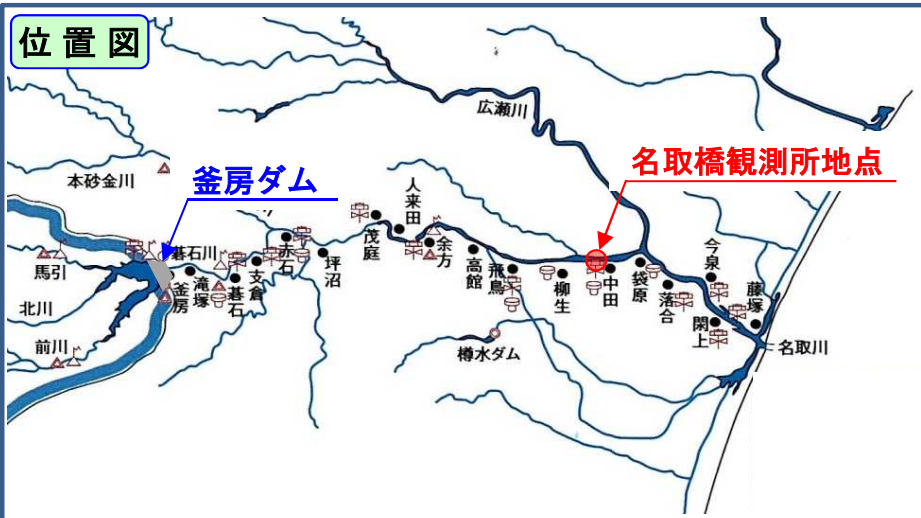 位置図
広瀬川
名取橋観測所地点
本砂金川
釜房ダム
人来田
茂庭
余方
今泉
碁石川
赤石
支倉
坪沼
高館
飛鳥
柳生
中田
袋原
落合
藤塚
閖上
名取川
馬引
釜房
滝塚
碁石
北川
前川
樽水ダム